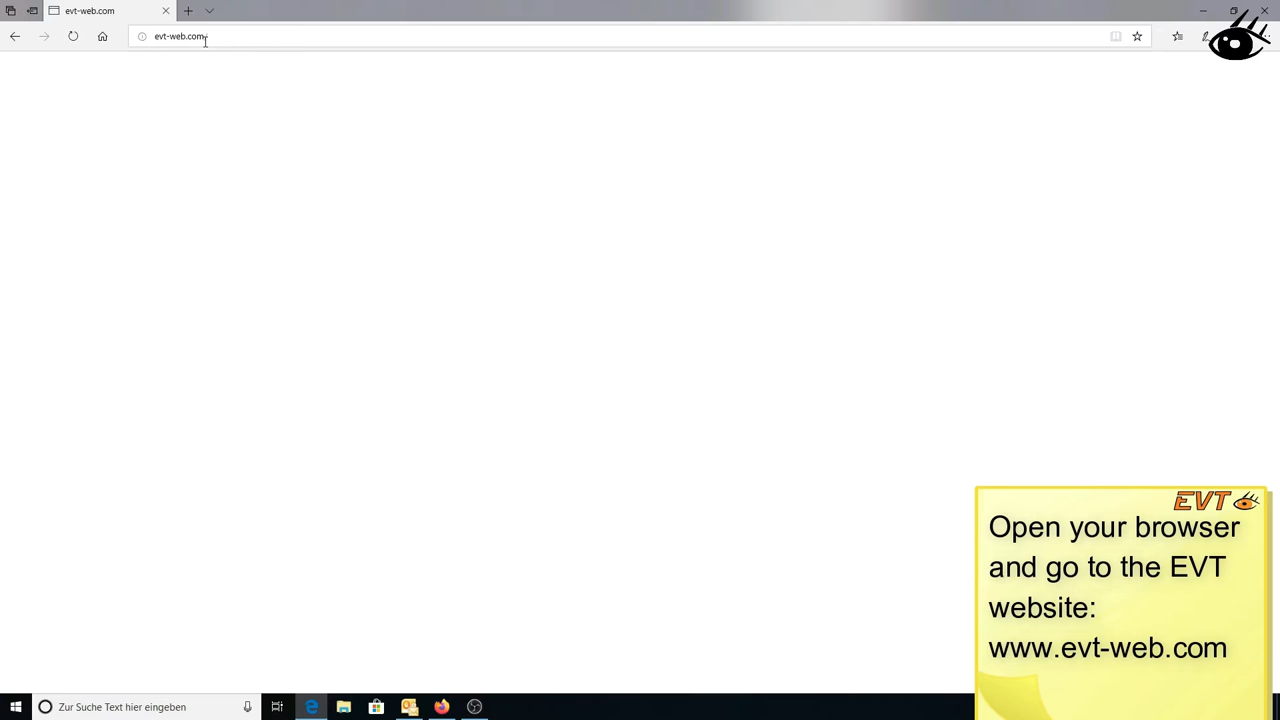 evt-web.com
evt-web.com
EVT
Open your browser
and go to the EVT
website:
www.evt-web.com
Zur Suche Text hier eingeben